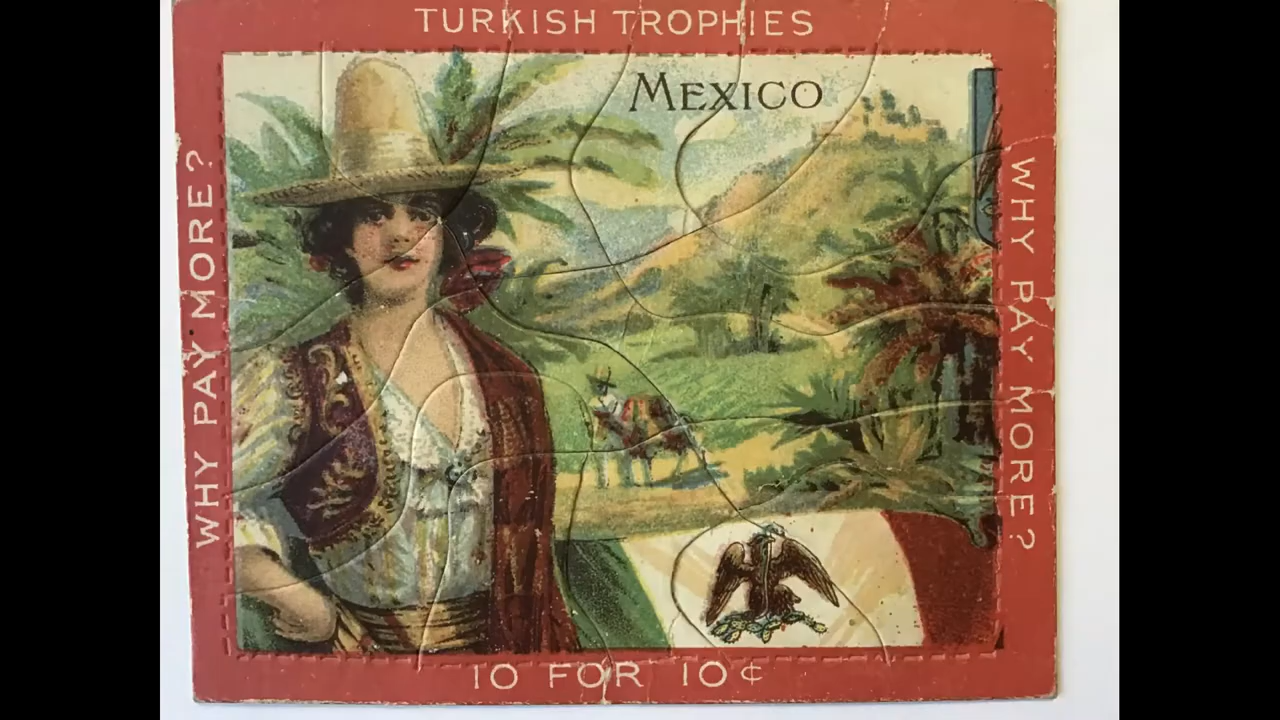 TURKISH TROPHIES
MEXICO
WHY PAY MORE?
WHY PAY MORE?
10 FOR 10¢